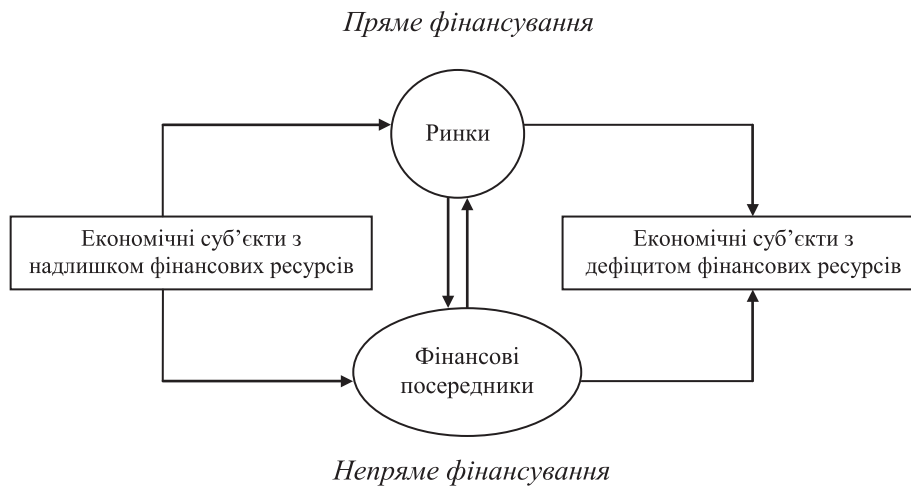 Пряме фінансування
Ринки
Економічні суб’єкти з
надлишком фінансових ресурсів
Економічні суб’єкти з
дефіцитом фінансових ресурсів
Фінансові
посередники
Непряме фінансування